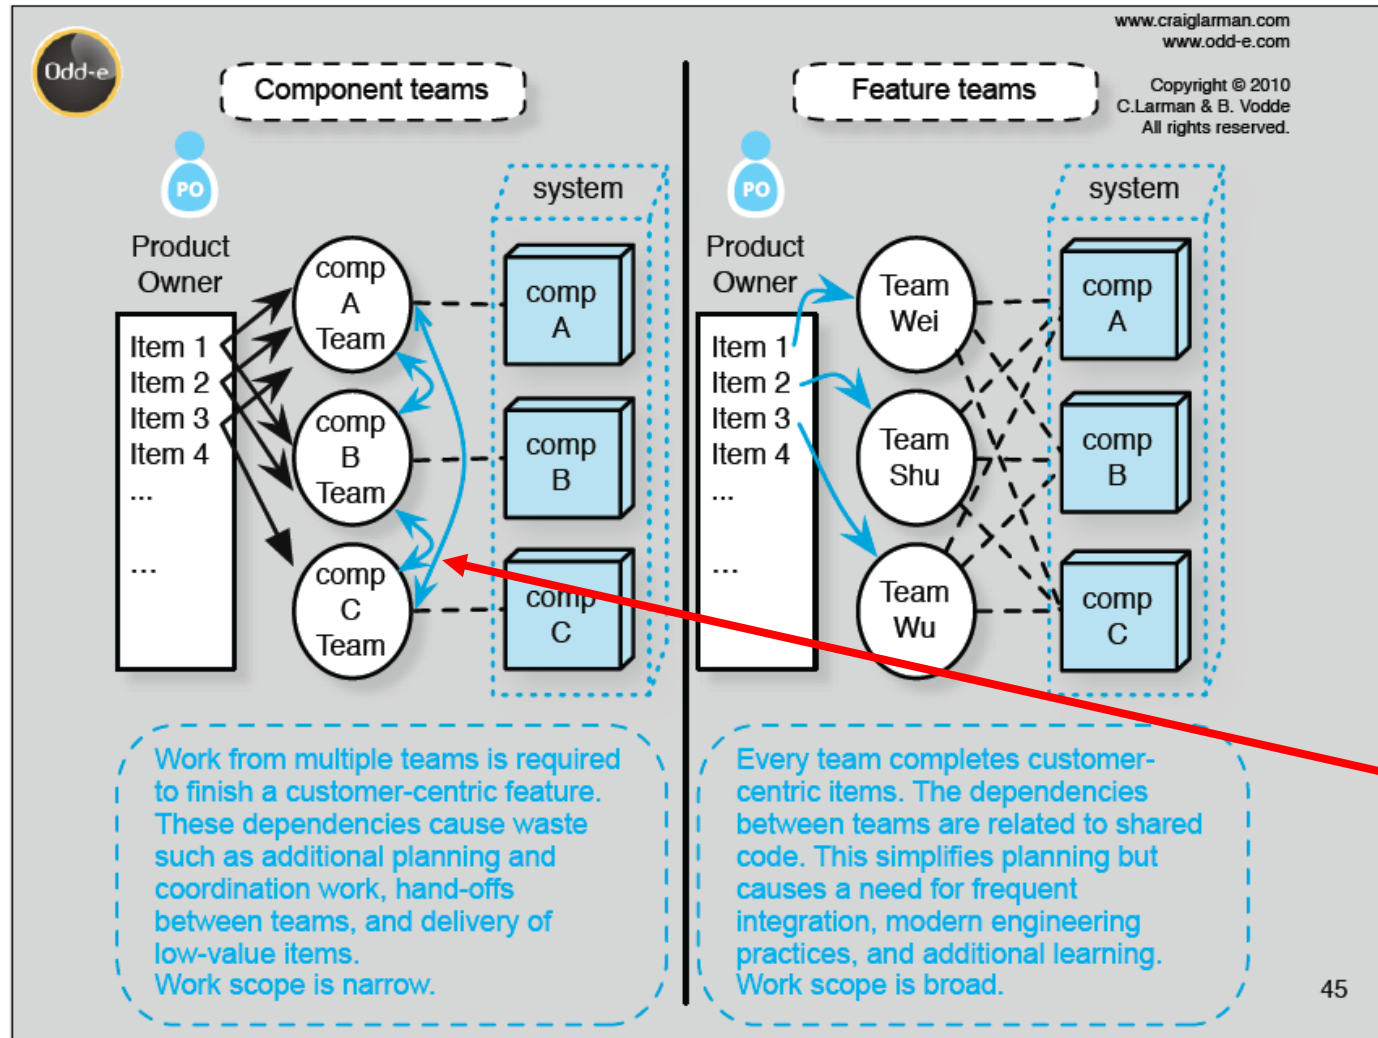 www.craiglarman.com
www.odd-e.com
Copyright © 2010
C.Larman & B. Vodde
All rights reserved.
Odd-e
Component teams
PO
Product
Owner
Item 1
Item 2
Item 3
Item 4
...
...
comp
A
Team
comp
B
Team
comp
C
Team
system
comp
A
comp
B
comp
C
Work from multiple teams is required
to finish a customer-centric feature.
These dependencies cause waste
such as additional planning and
coordination work, hand-offs
between teams, and delivery of
low-value items.
Work scope is narrow.
Feature teams
PO
Product
Owner
Item 1
Item 2
Item 3
Item 4
...
...
Team
Wei
Team
Shu
Team
Wu
system
comp
A
comp
B
comp
C
Every team completes customer-
centric items. The dependencies
between teams are related to shared
code. This simplifies planning but
causes a need for frequent
integration, modern engineering
practices, and additional learning.
Work scope is broad.
45